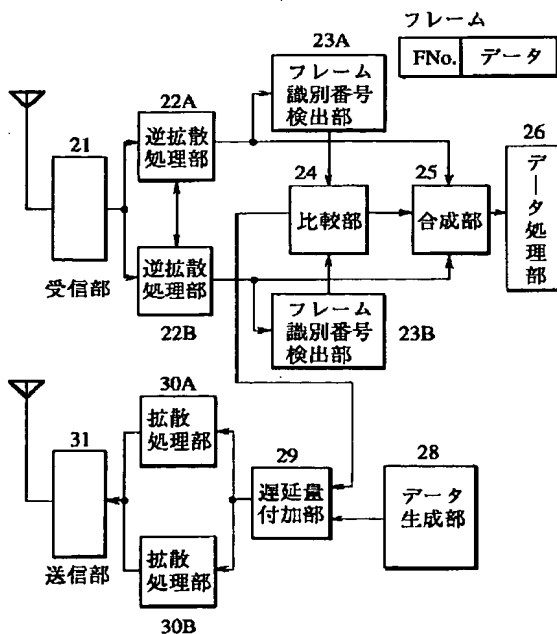 フレーム
FNo. データ
23A
フレーム
識別番号
検出部
22A
逆拡散
処理部
21
受信部
24
比較部
25
合成部
26
データ処理部
逆拡散
処理部
22B
フレーム
識別番号
検出部
23B
30A
拡散
処理部
31
送信部
29
遅延量
付加部
28
データ
生成部
拡散
処理部
30B